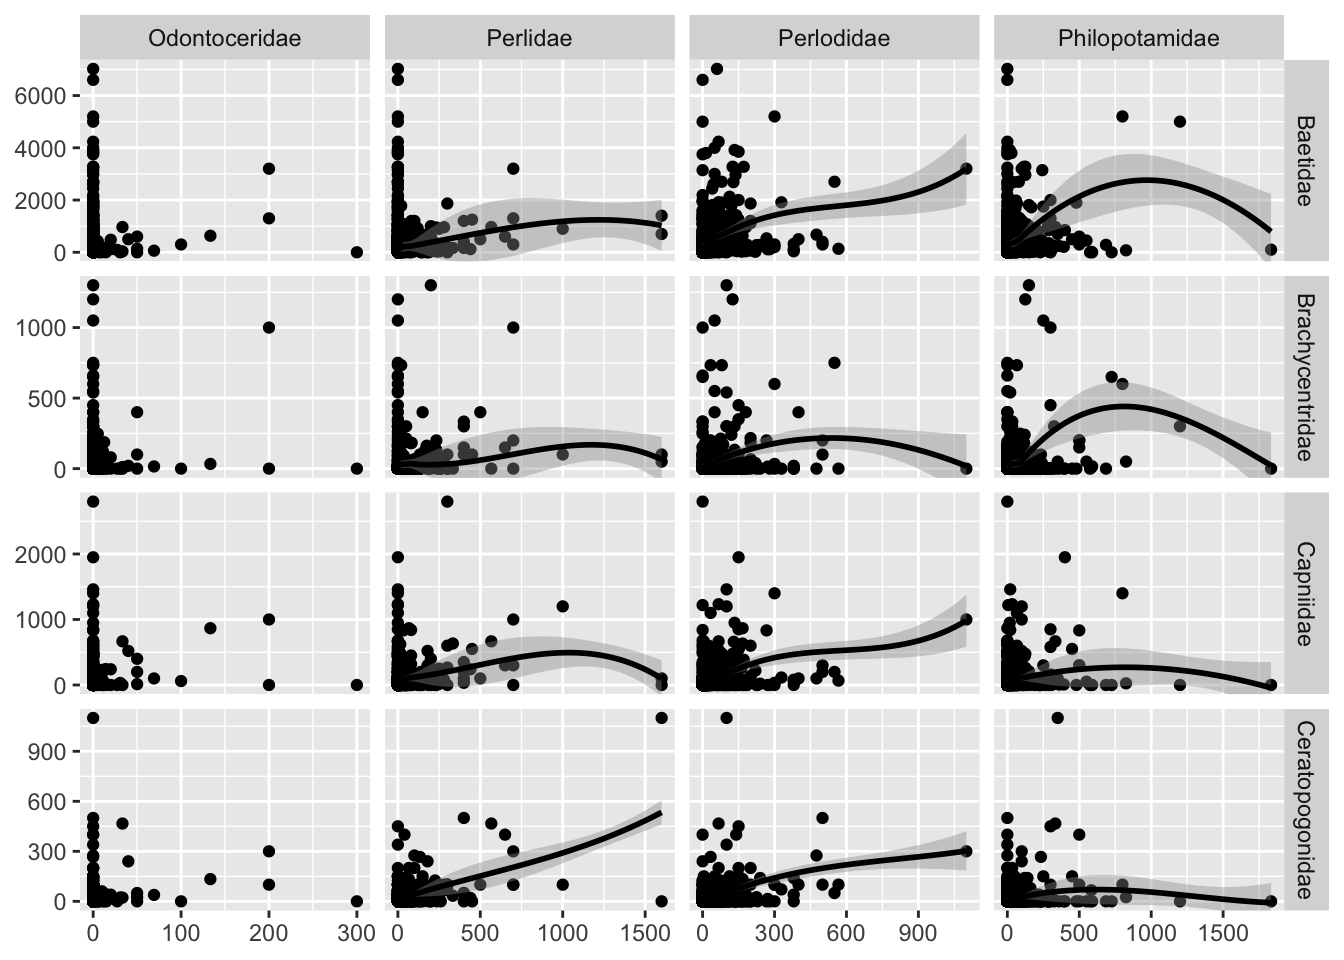 Odontoceridae Perlidae Perlodidae Philopotamidae
6000
4000
2000
0
Baetidae
1000
500
0
Brachycentridae
2000
1000
0
Capniidae
900
600
300
0
Ceratopogonidae
0 100 200 300 0 500 1000 1500 0 300 600 900 0 500 1000 1500